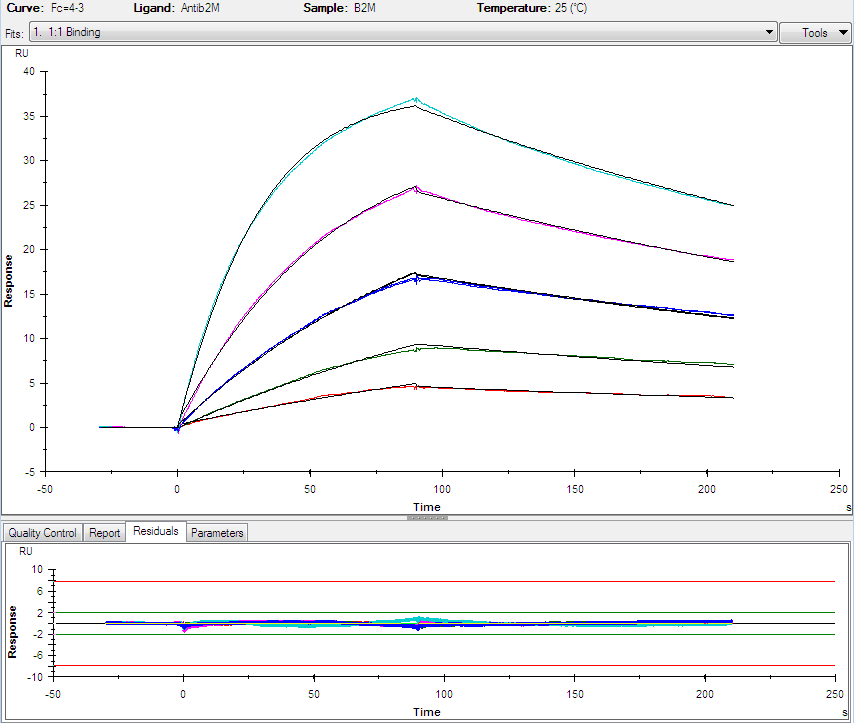 Curve: Fc=4-3 Ligand: Antib2M Sample: B2M Temperature: 25 (°C)
Fits: 1. 1:1 Binding Tools
RU
40
35
30
25
20
15
10
5
0
-5
Response
-50 0 50 100 150 200 250
Time s
Quality Control Report Residuals Parameters
RU
10
6
2
-2
-6
-10
Response
-50 0 50 100 150 200 250
Time s